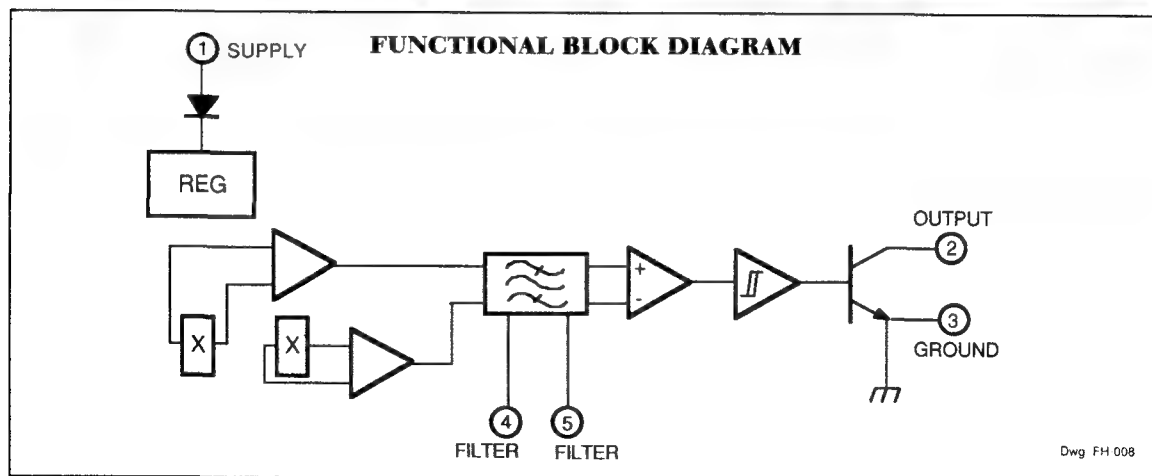 FUNCTIONAL BLOCK DIAGRAM
1 SUPPLY
REG
X
X
+
-
OUTPUT
2
3
GROUND
4
5
FILTER
FILTER
Dwg FH 008